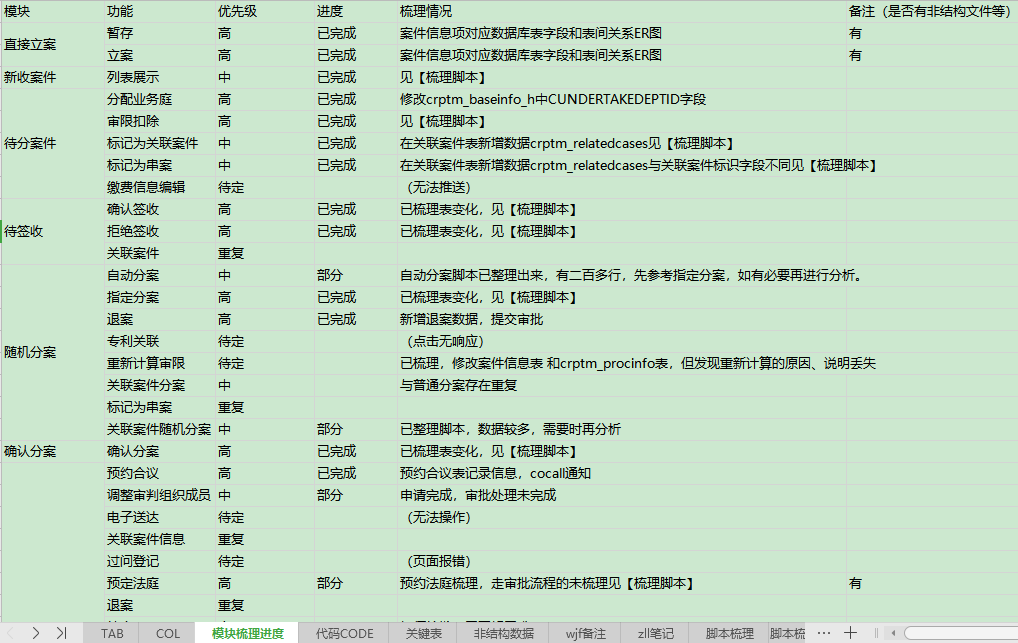 模块 功能 优先级 进度 梳理情况 备注（是否有非结构文件等）
直接立案 暂存 高 已完成 案件信息项对应数据库表字段和表间关系ER图 有
立案 高 已完成 案件信息项对应数据库表字段和表间关系ER图 有
新收案件 列表展示 中 已完成 见【梳理脚本】
待分案件 分配业务庭 高 已完成 修改crptm_baseinfo_h中CUNDERTAKEDEPTID字段
审限扣除 高 已完成 见【梳理脚本】
标记为关联案件 中 已完成 在关联案件表新增数据crptm_relatedcases见【梳理脚本】
标记为串案 中 已完成 在关联案件表新增数据crptm_relatedcases与关联案件标识字段不同见【梳理脚本】
缴费信息编辑 待定 （无法推送）
待签收 确认签收 高 已完成 已梳理表变化，见【梳理脚本】
拒绝签收 高 已完成 已梳理表变化，见【梳理脚本】
关联案件 重复
随机分案 自动分案 中 部分 自动分案脚本已整理出来，有二百多行，先参考指定分案，如有必要再进行分析。
指定分案 高 已完成 已梳理表变化，见【梳理脚本】
退案 高 已完成 新增退案数据，提交审批
专利关联 待定 （点击无响应）
重新计算审限 待定 已梳理，修改案件信息表 和crptm_procinfo表，但发现重新计算的原因、说明丢失
关联案件分案 中 与普通分案存在重复
标记为串案 重复
关联案件随机分案 中 部分 已整理脚本，数据较多，需要时再分析
确认分案 确认分案 高 已完成 已梳理表变化，见【梳理脚本】
预约合议 高 已完成 预约合议表记录信息，cocall通知
调整审判组织成员 中 部分 申请完成，审批处理未完成
电子送达 待定 （无法操作）
关联案件信息 重复
过问登记 待定 （页面报错）
预定法庭 高 部分 预约法庭梳理，走审批流程的未梳理见【梳理脚本】 有
退案 重复
TAB COL 模块梳理进度 代码CODE 关键表 非结构数据 wjf备注 zll笔记 脚本梳理 脚本梳 ···